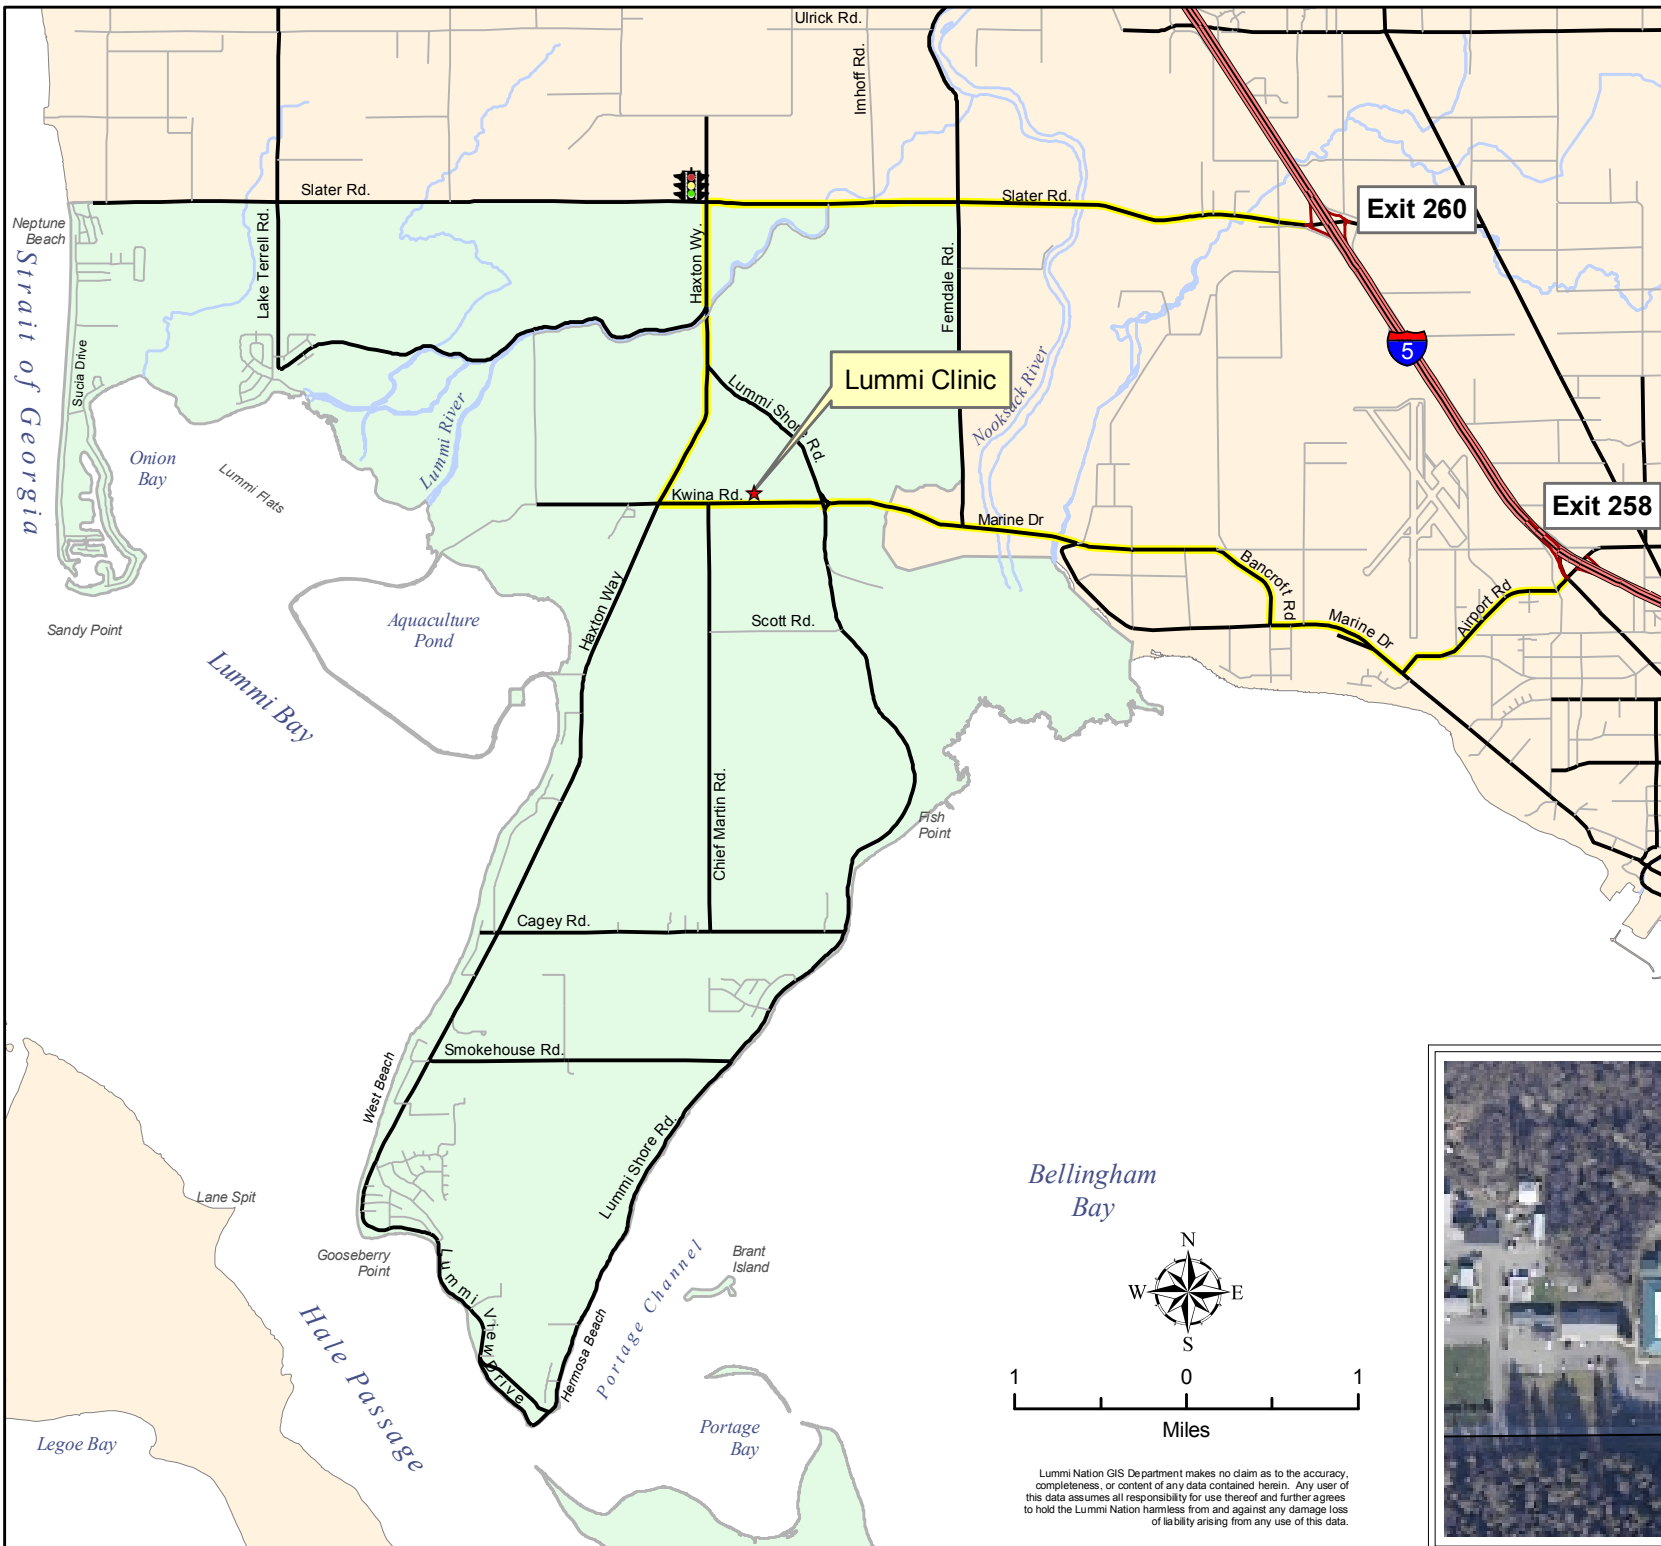 Ulrick Rd.
Imhoff Rd.
Slater Rd.
Slater Rd.
Exit 260
Neptune
Beach
Lake Terrell Rd.
Haxton Wy.
Ferndale Rd.
Strait of Georgia
Sucia Drive
5
Lummi Clinic
Lummi Shore Rd.
Nooksack River
Lummi River
Onion
Bay
Lummi Flats
Kwina Rd.
Marine Dr
Exit 258
Bancroft Rd
Airport Rd
Marine Dr
Haxton Way
Scott Rd.
Aquaculture
Pond
Sandy Point
Lummi Bay
Chief Martin Rd.
Fish
Point
Cagey Rd.
Smokehouse Rd.
West Beach
Lummi Shore Rd.
Lane Spit
Gooseberry
Point
Bellingham
Bay
Brant
Island
Portage Channel
Lummi View Drive
Hermosa Beach
Hale Passage
N
W
E
S
1
0
1
Miles
Portage
Bay
Legoe Bay
Lummi Nation GIS Department makes no claim as to the accuracy,
completeness, or content of any data contained herein. Any user of
this data assumes all responsibility for use thereof and further agrees
to hold the Lummi Nation harmless from and against any damage loss
of liability arising from any use of this data.